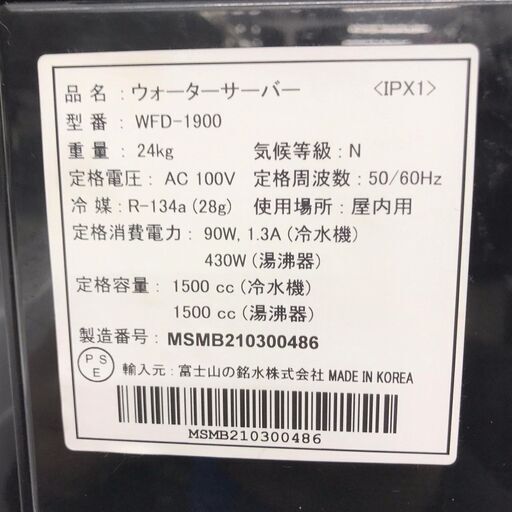 品 名 : ウォーターサーバー <IPX1>
型 番 : WFD-1900
重 量 : 24kg 気候等級 : N
定格電圧 : AC 100V 定格周波数 : 50/60Hz
冷 媒 : R-134a (28g) 使用場所 : 屋内用
定格消費電力 : 90W, 1.3A (冷水機)
430W (湯沸器)
定格容量 : 1500 cc (冷水機)
1500 cc (湯沸器)
製造番号 : MSMB210300486
PSE 輸入元 : 富士山の銘水株式会社 MADE IN KOREA
MSMB210300486